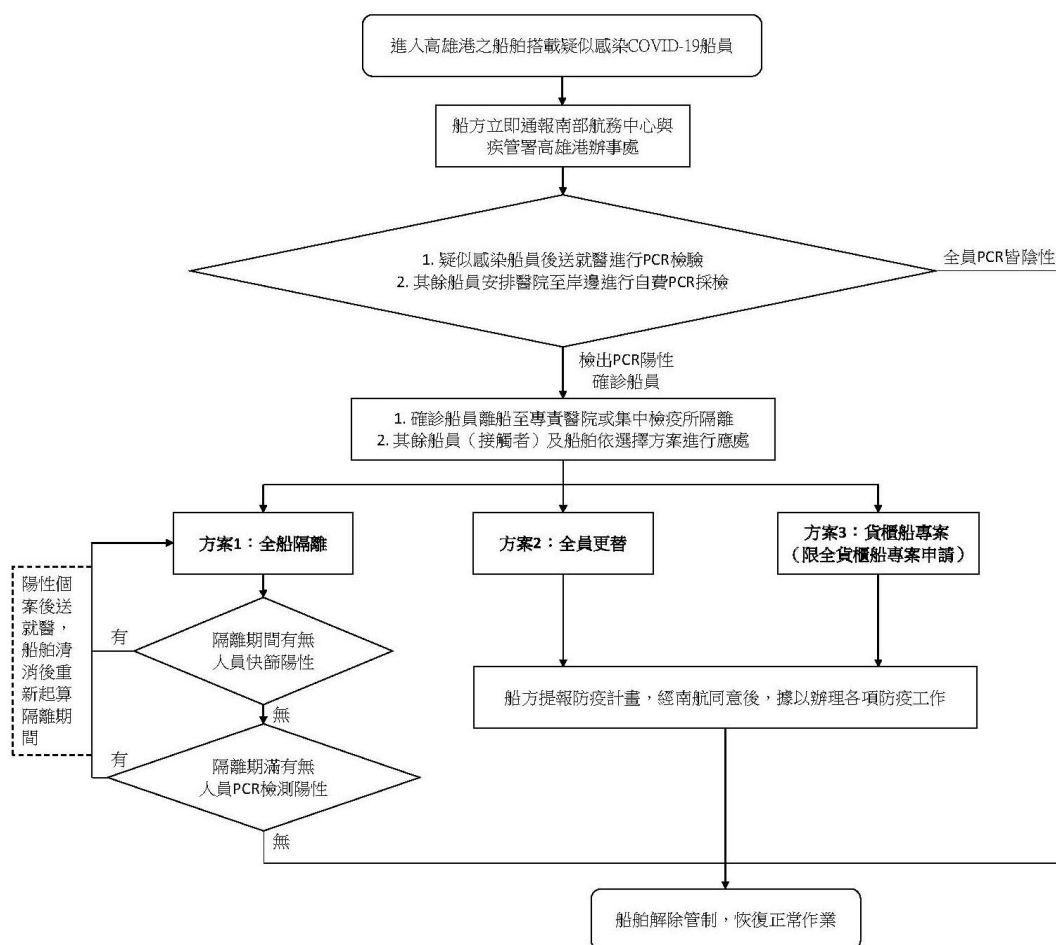 進入高雄港之船舶搭載疑似感染COVID-19船員
船方立即通報南部航務中心與
疾管署高雄港辦事處
1. 疑似感染船員後送就醫進行PCR檢驗
2. 其餘船員安排醫院至岸邊進行自費PCR採檢
全員PCR皆陰性
檢出PCR陽性
確診船員
1. 確診船員離船至專責醫院或集中檢疫所隔離
2. 其餘船員（接觸者）及船舶依選擇方案進行應處
方案1：全船隔離
方案2：全員更替
方案3：貨櫃船專案
（限全貨櫃船專案申請）
陽性個
案後送
就醫，
船舶清
消後重
新起算
隔離期
間
有
隔離期間有無
人員快篩陽性
無
有
隔離期滿有無
人員PCR檢測陽性
無
船方提報防疫計畫，經南航同意後，據以辦理各項防疫工作
船舶解除管制，恢復正常作業